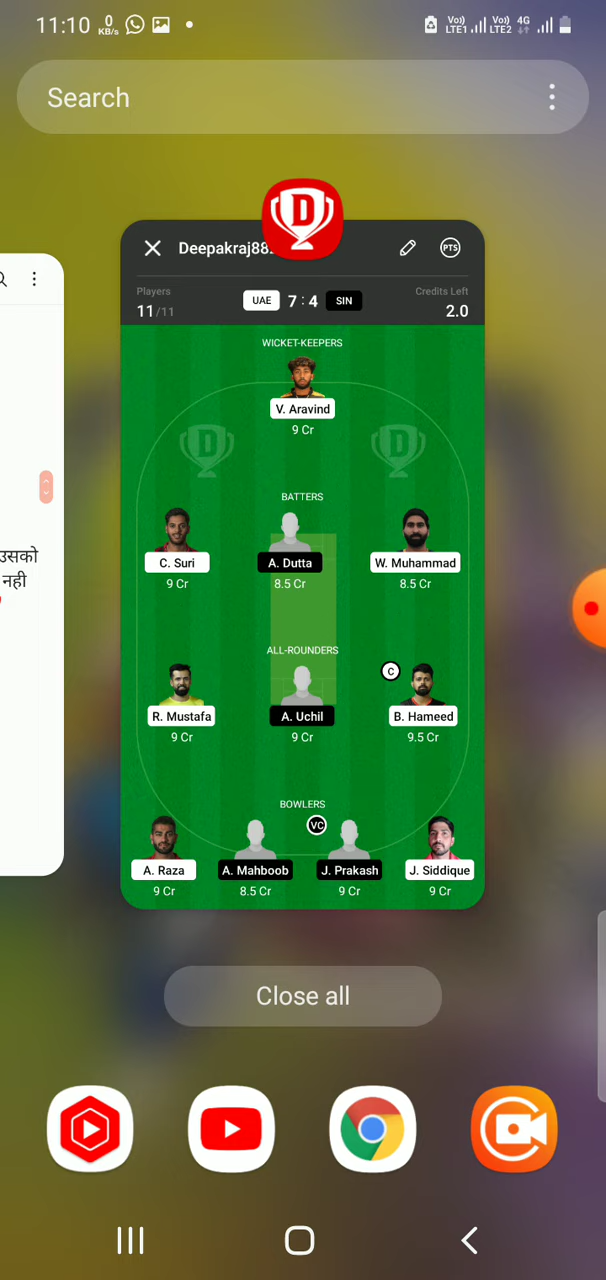 11:10 0 KB/s Vo) LTE1 Vo) LTE2 4G
Search
D
Deepakraj88 PTS
Players Credits Left
11/11 UAE 7 : 4 SIN 2.0
WICKET-KEEPERS
V. Aravind
9 Cr
D D
BATTERS
C. Suri A. Dutta W. Muhammad
9 Cr 8.5 Cr 8.5 Cr
उसको
नही
ALL-ROUNDERS
C
R. Mustafa A. Uchil B. Hameed
9 Cr 9 Cr 9.5 Cr
BOWLERS
VC
A. Raza A. Mahboob J. Prakash J. Siddique
9 Cr 8.5 Cr 9 Cr 9 Cr
Close all